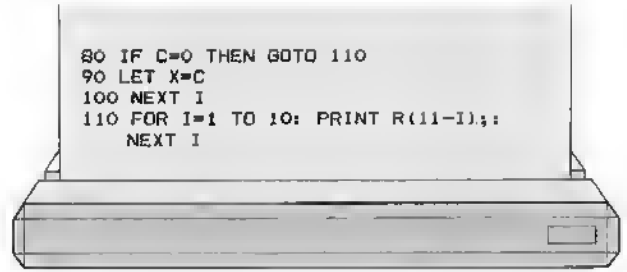 80 IF C=0 THEN GOTO 110
90 LET X=C
100 NEXT I
110 FOR I=1 TO 10: PRINT R(11-I);:
NEXT I